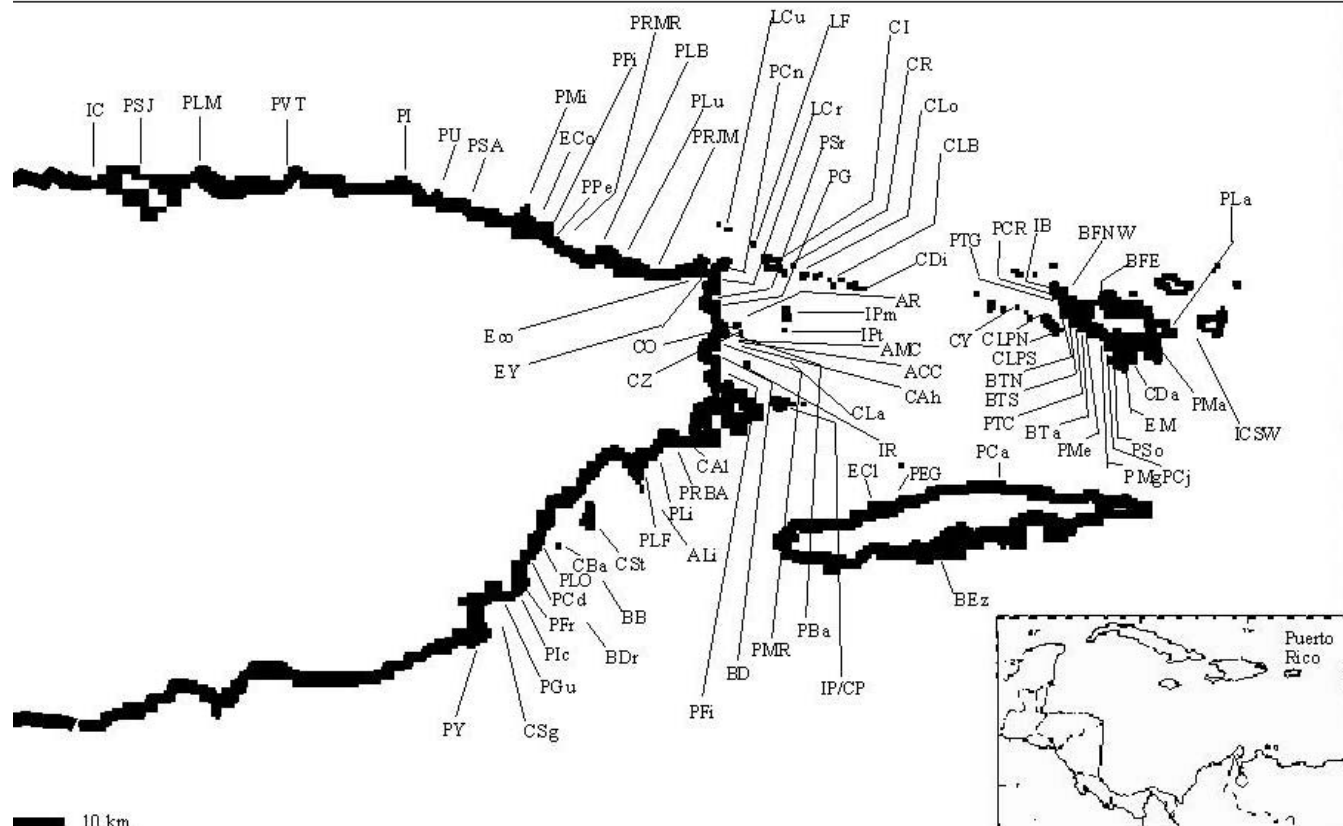 PRMR
LCu
LF
CI
PPi
PLB
PCn
CR
IC
PSJ
PLM
PVT
PI
PMi
PLu
LCr
CLo
PU
PSA
ECo
PRJM
PSr
CLB
PPe
PG
PLa
PTG
PCR
IB
BFNW
BFE
CDi
AR
IPm
Eco
CO
IPt
CY
CLPN
EY
AMC
CLPS
CZ
ACC
BTN
CAh
BTS
CDa
PMa
CLa
PTC
EM
ICSW
IR
BTa
PSo
CAl
ECl
PEG
PCa
PMe
PMg
PCj
PRBA
PLi
PLF
ALi
CSt
CBa
PLO
PCd
BB
BEz
PFr
PBa
PIc
BDr
PMR
Puerto
Rico
PGu
BD
IP/CP
PY
CSg
PFi
10 km